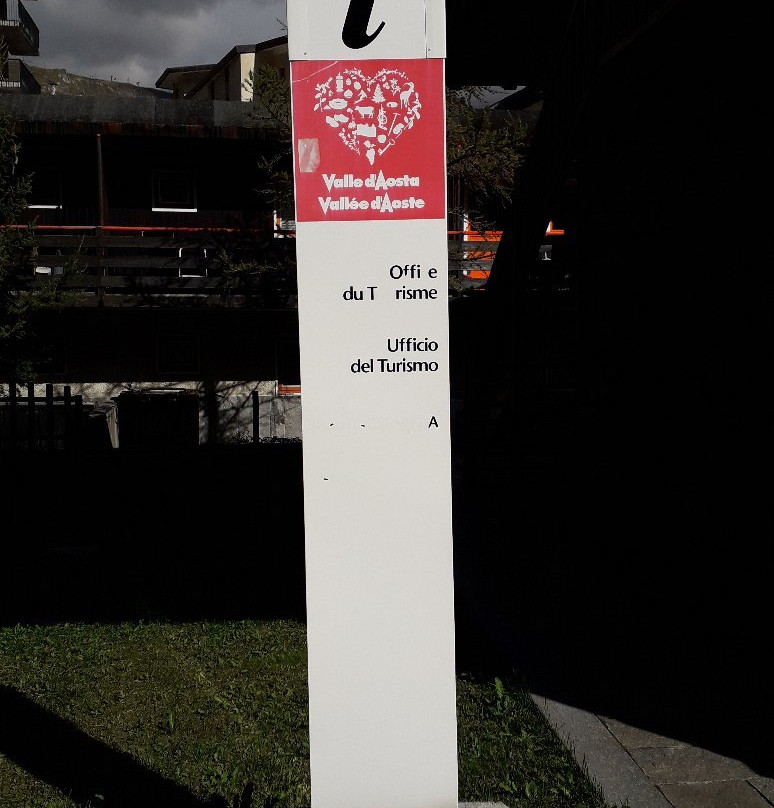 i
Valle d'Aosta
Vallée d'Aoste
Offi e
du T risme
Ufficio
del Turismo
A